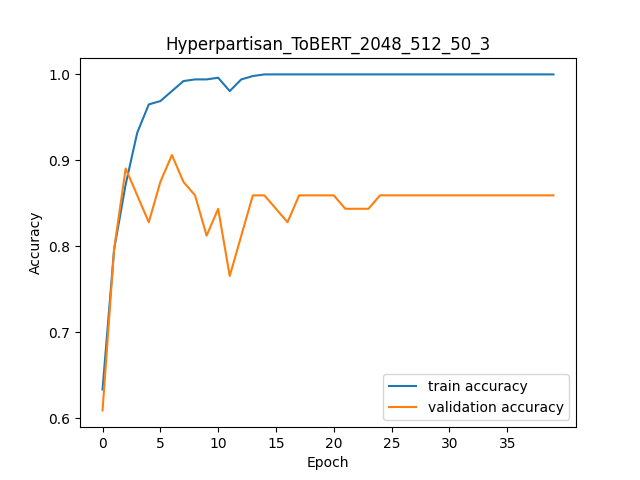 Hyperpartisan_ToBERT_2048_512_50_3
Accuracy
1.0
0.9
0.8
0.7
0.6
train accuracy
validation accuracy
0 5 10 15 20 25 30 35
Epoch